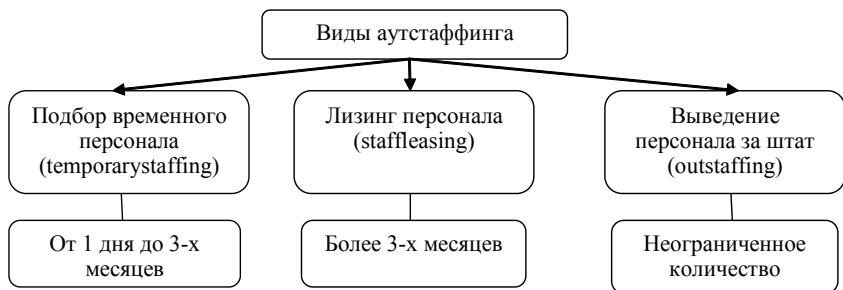 Виды аутстаффинга
Подбор временного
персонала
(temporarystaffing)
Лизинг персонала
(staffleasing)
Выведение
персонала за штат
(outstaffing)
От 1 дня до 3-х
месяцев
Более 3-х месяцев
Неограниченное
количество